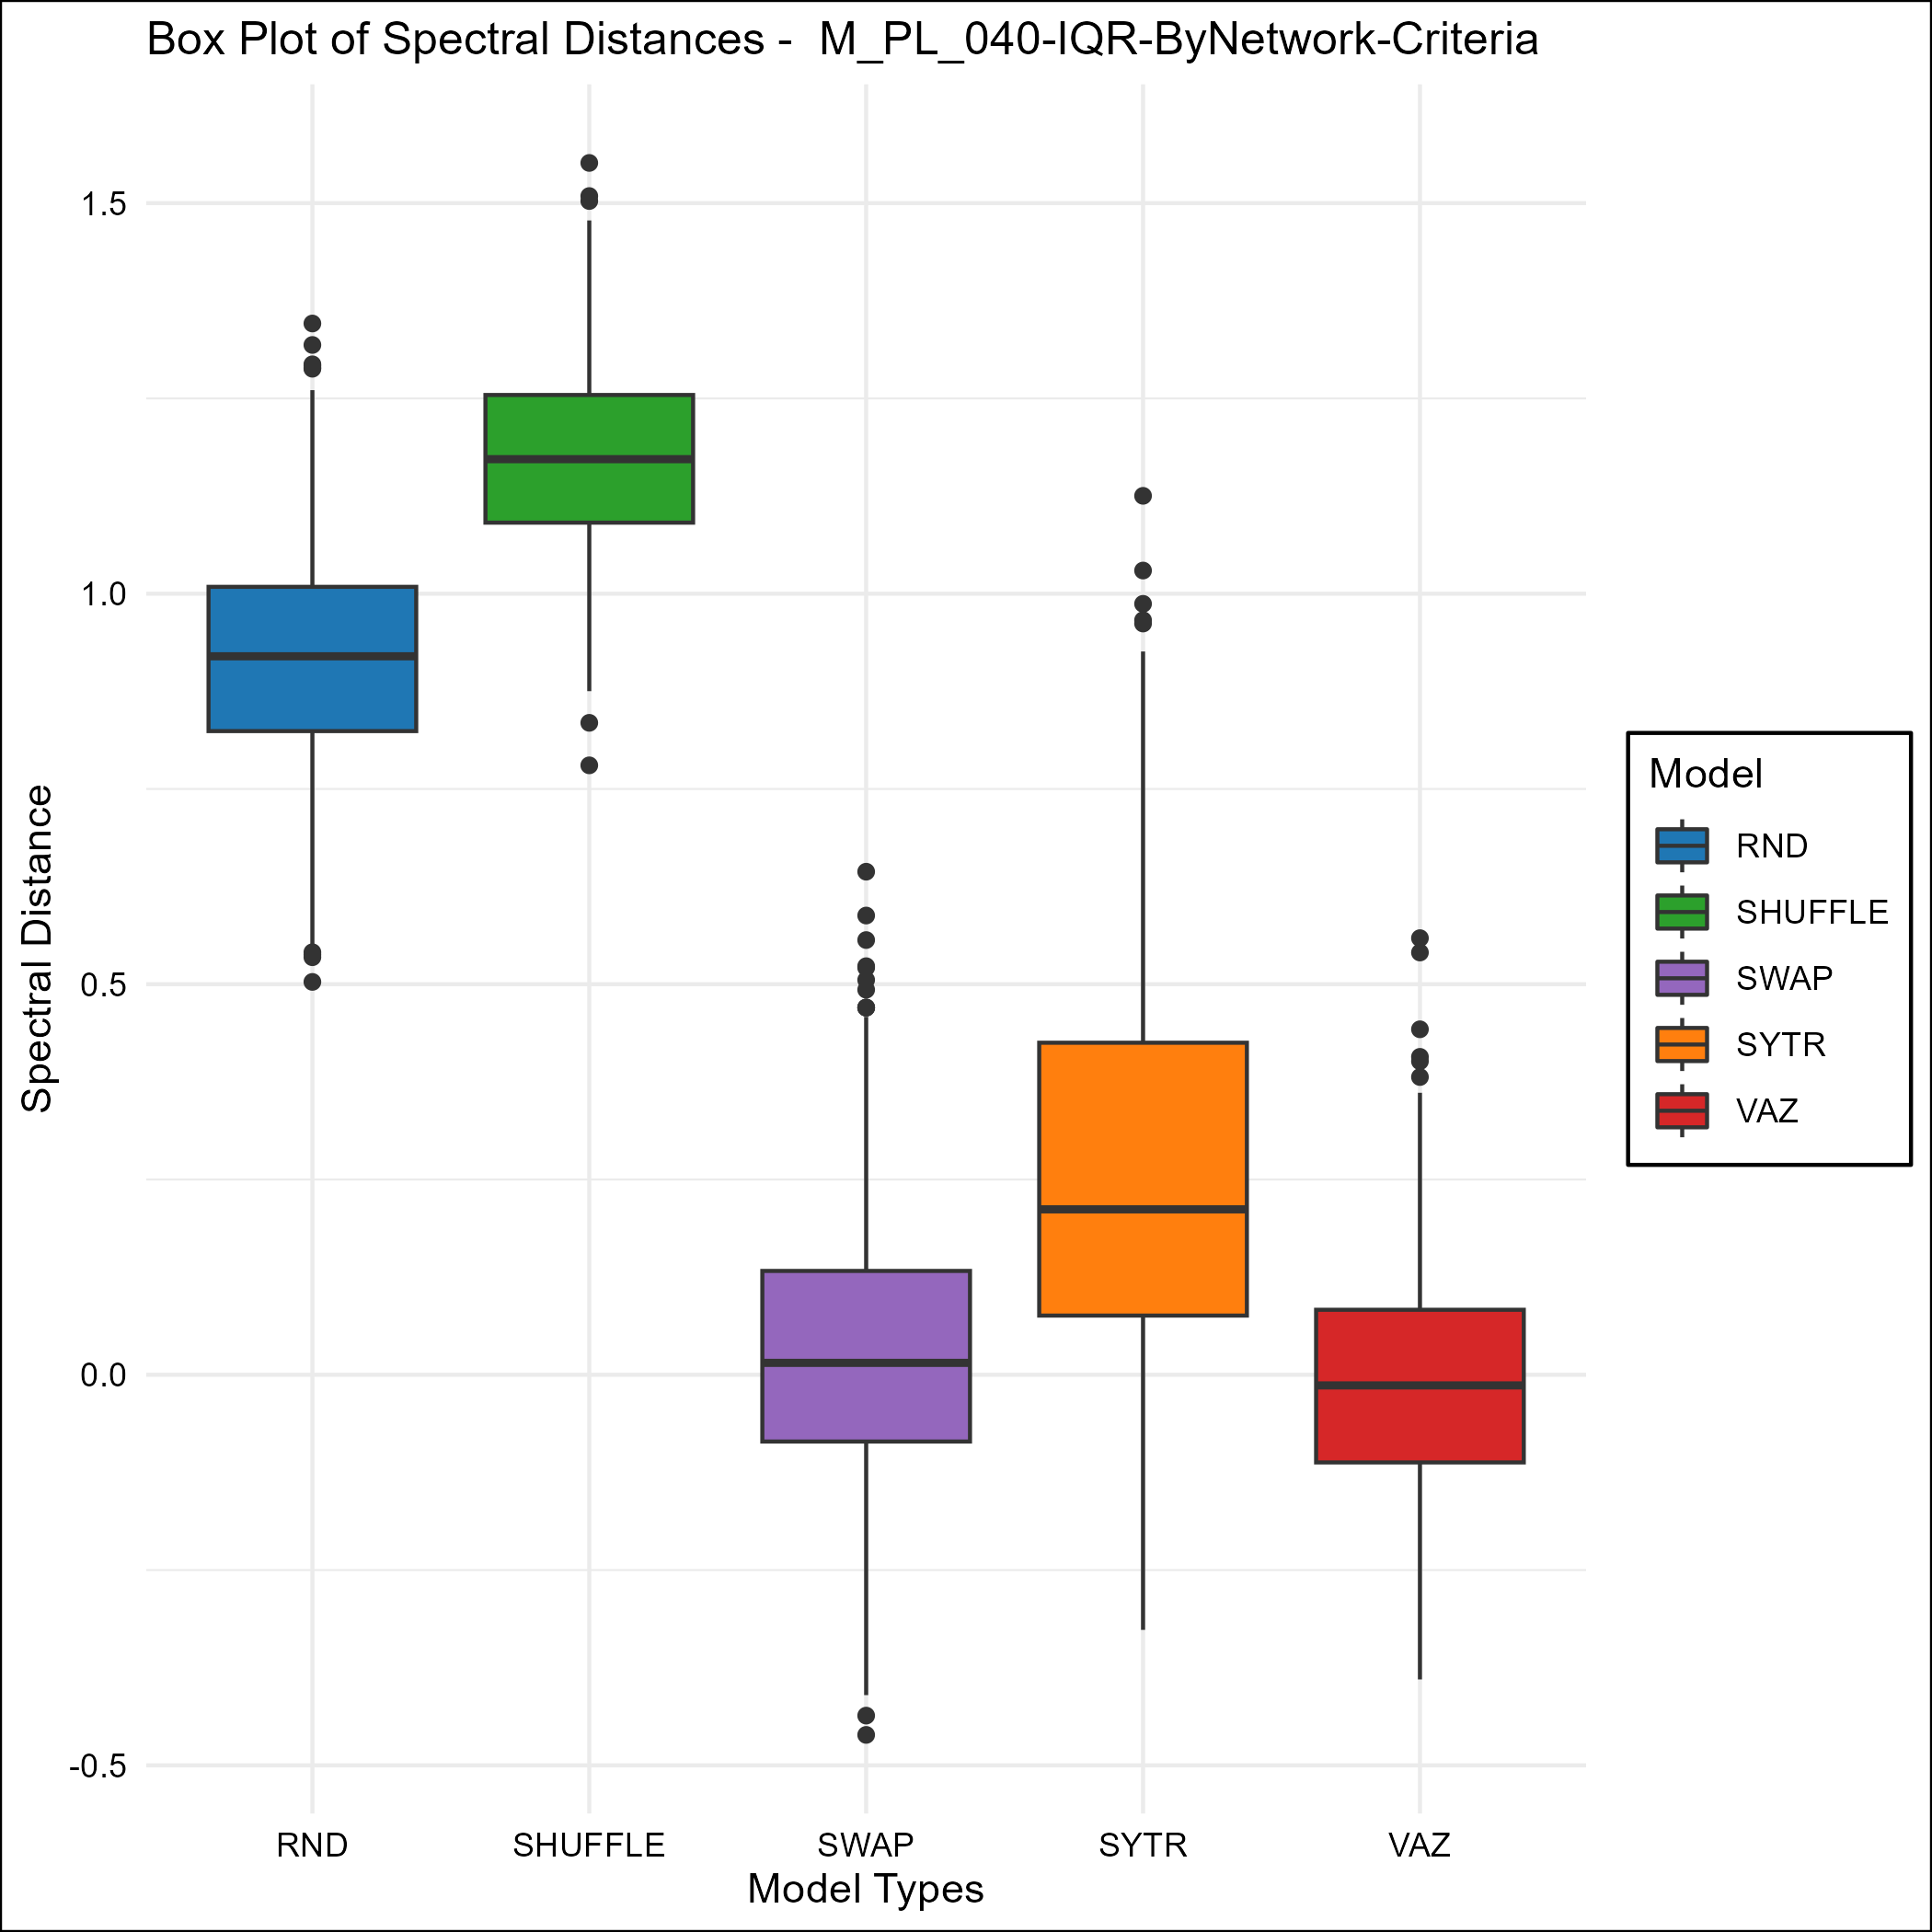 Box Plot of Spectral Distances -  M_PL_040-IQR-ByNetwork-Criteria
Spectral Distance
1.5
1.0
0.5
0.0
-0.5
RND
SHUFFLE
SWAP
SYTR
VAZ
Model Types
Model
RND
SHUFFLE
SWAP
SYTR
VAZ